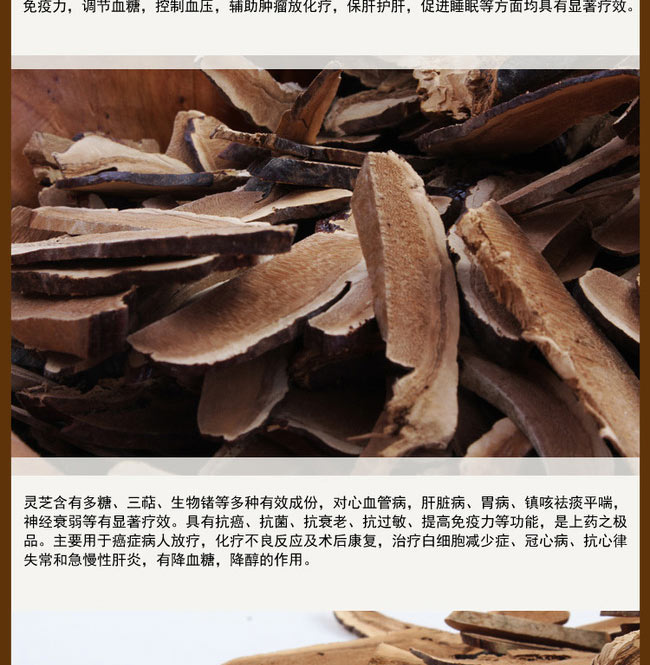 免疫力，调节血糖，控制血压，辅助肿瘤放化疗，保肝护肝，促进睡眠等方面均具有显著疗效。
灵芝含有多糖、三萜、生物锗等多种有效成份，对心血管病，肝脏病、胃病、镇咳祛痰平喘，
神经衰弱等有显著疗效。具有抗癌、抗菌、抗衰老、抗过敏、提高免疫力等功能，是上药之极
品。主要用于癌症病人放疗，化疗不良反应及术后康复，治疗白细胞减少症、冠心病、抗心律
失常和急慢性肝炎，有降血糖，降醇的作用。